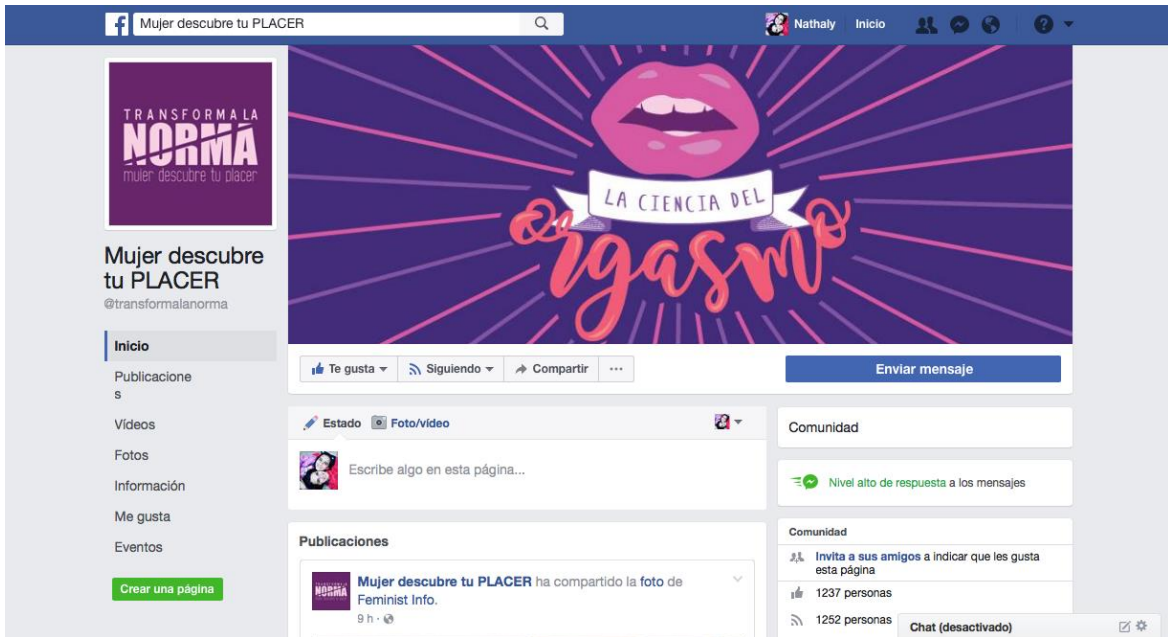 Mujer descubre tu PLACER
Nathaly
Inicio
TRANSFORMA LA
NORMA
mujer descubre tu placer
LA CIENCIA DEL
orgasmo
Mujer descubre
tu PLACER
@transformalanorma
Inicio
Publicacione
s
Vídeos
Fotos
Información
Me gusta
Eventos
Crear una página
Te gusta
Siguiendo
Compartir
Enviar mensaje
Estado
Foto/vídeo
Escribe algo en esta página...
Publicaciones
NORMA
Mujer descubre tu PLACER ha compartido la foto de
Feminist Info.
9 h
Comunidad
Nivel alto de respuesta a los mensajes
Comunidad
Invita a sus amigos a indicar que les gusta
esta página
1237 personas
1252 personas
Chat (desactivado)